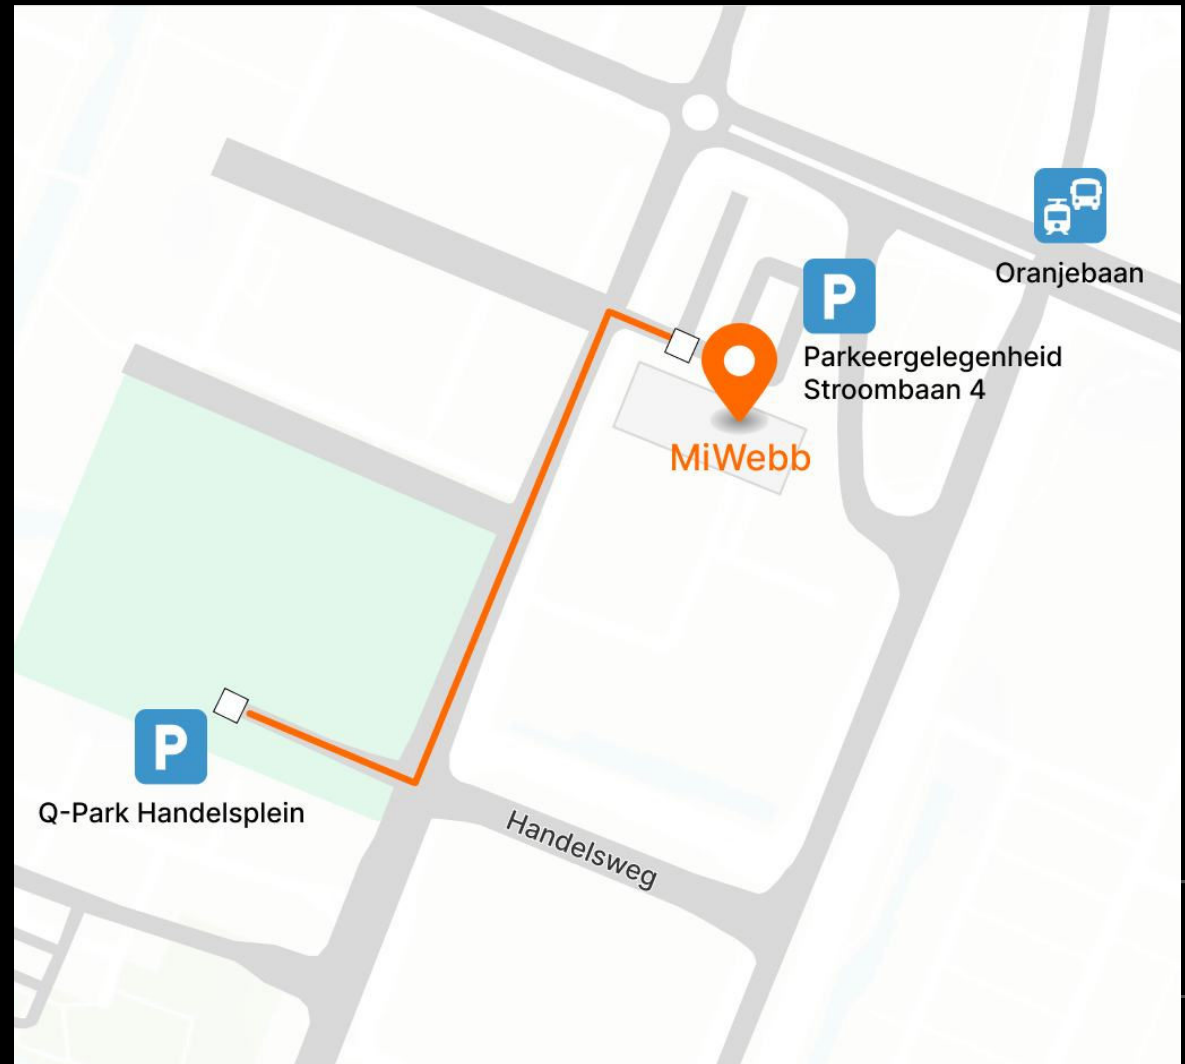 Oranjebaan
P
Parkeergelegenheid
Stroombaan 4
MiWebb
P
Q-Park Handelsplein
Handelsweg